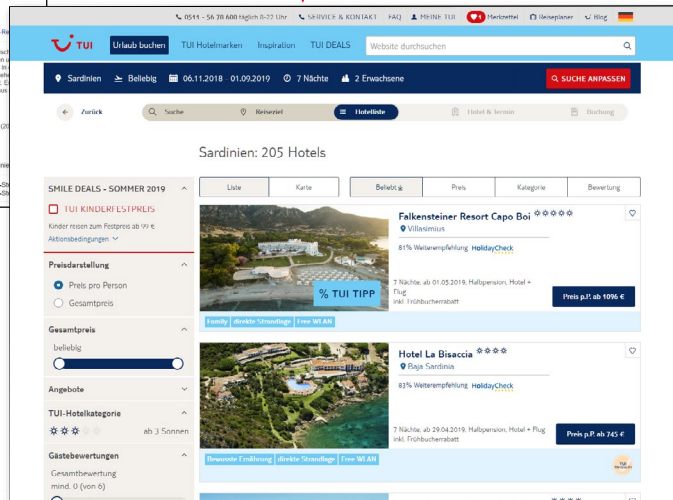 0511 - 56 78 600 täglich 8-22 Uhr
SERVICE & KONTAKT
FAQ
MEINE TUI
1
Merkzettel
Reiseplaner
Blog
TUI
Urlaub buchen
TUI Hotelmarken
Inspiration
TUI DEALS
Website durchsuchen
Sardinien
Beliebig
06.11.2018 - 01.09.2019
7 Nächte
2 Erwachsene
SUCHE ANPASSEN
Zurück
Suche
Reiseziel
Hotelliste
Hotel & Termin
Buchung
Sardinien: 205 Hotels
SMILE DEALS - SOMMER 2019
TUI KINDERFESTPREIS
Kinder reisen zum Festpreis ab 99 €
Aktionsbedingungen
Preisdarstellung
Preis pro Person
Gesamtpreis
Gesamtpreis
beliebig
Angebote
TUI-Hotelkategorie
ab 3 Sonnen
Gästebewertungen
Gesamtbewertung
mind. 0 (von 6)
Liste
Karte
Beliebt
Preis
Kategorie
Bewertung
% TUI TIPP
Falkensteiner Resort Capo Boi
Villasimius
81% Weiterempfehlung HolidayCheck
7 Nächte, ab 01.05.2019, Halbpension, Hotel +
Flug
inkl. Frühbucherrabatt
Preis p.P. ab 1096 €
Family
direkte Strandlage
Free WLAN
Hotel La Bisaccia
Baja Sardinia
83% Weiterempfehlung HolidayCheck
7 Nächte, ab 29.04.2019, Halbpension, Hotel + Flug
inkl. Frühbucherrabatt
Preis p.P. ab 745 €
Bewusste Ernährung
direkte Strandlage
Free WLAN